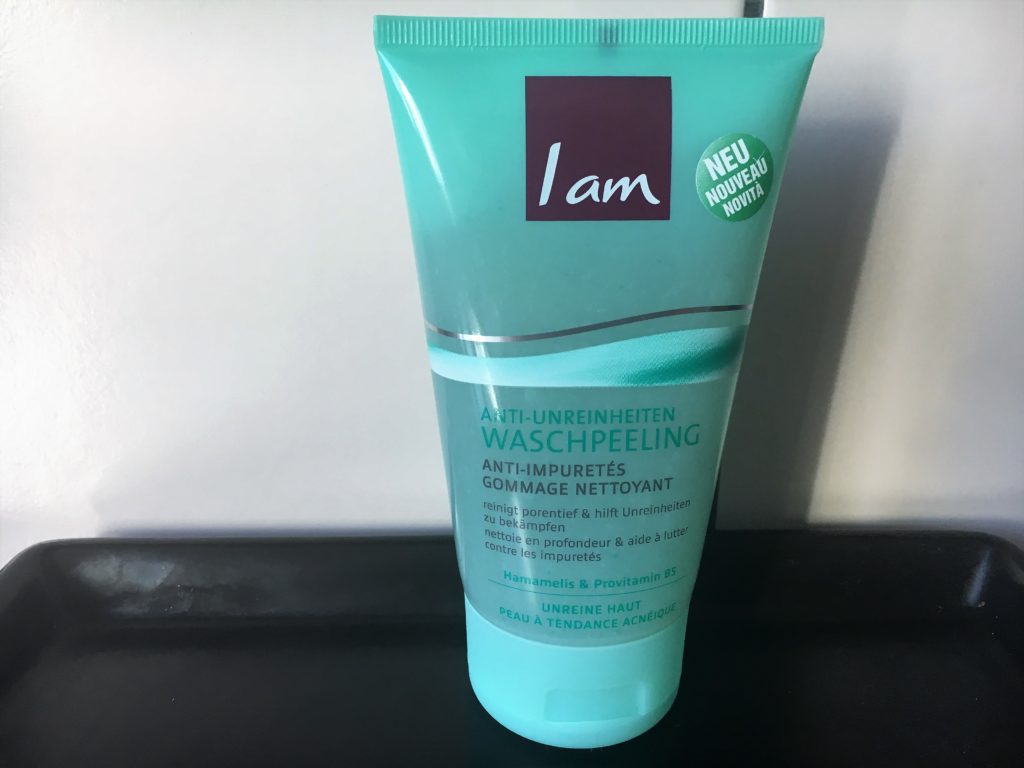 I am
NEU
NOUVEAU
NOVITÀ
ANTI-UNREINHEITEN
WASCHPEELING
ANTI-IMPURETÉS
GOMMAGE NETTOYANT
reinigt porentief & hilft Unreinheiten
zu bekämpfen
nettoie en profondeur & aide à lutter
contre les impuretés
Hamamelis & Provitamin B5
UNREINE HAUT
PEAU À TENDANCE ACNÉIQUE